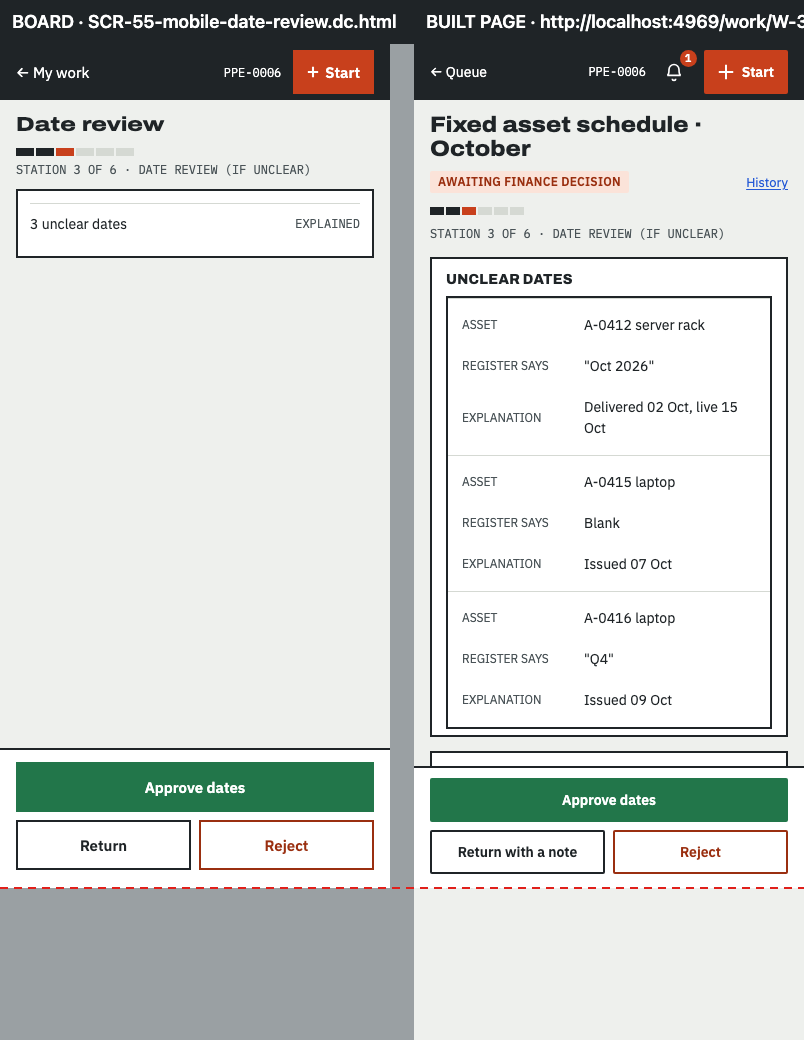 BOARD · SCR-55-mobile-date-review.dc.html
← My work
PPE-0006
+ Start
Date review
STATION 3 OF 6 · DATE REVIEW (IF UNCLEAR)
3 unclear dates
EXPLAINED
Approve dates
Return
Reject
BUILT PAGE · http://localhost:4969/work/W-3
← Queue
PPE-0006
1
+ Start
Fixed asset schedule ·
October
AWAITING FINANCE DECISION
History
STATION 3 OF 6 · DATE REVIEW (IF UNCLEAR)
UNCLEAR DATES
ASSET
A-0412 server rack
REGISTER SAYS
"Oct 2026"
EXPLANATION
Delivered 02 Oct, live 15
Oct
ASSET
A-0415 laptop
REGISTER SAYS
Blank
EXPLANATION
Issued 07 Oct
ASSET
A-0416 laptop
REGISTER SAYS
"Q4"
EXPLANATION
Issued 09 Oct
Approve dates
Return with a note
Reject